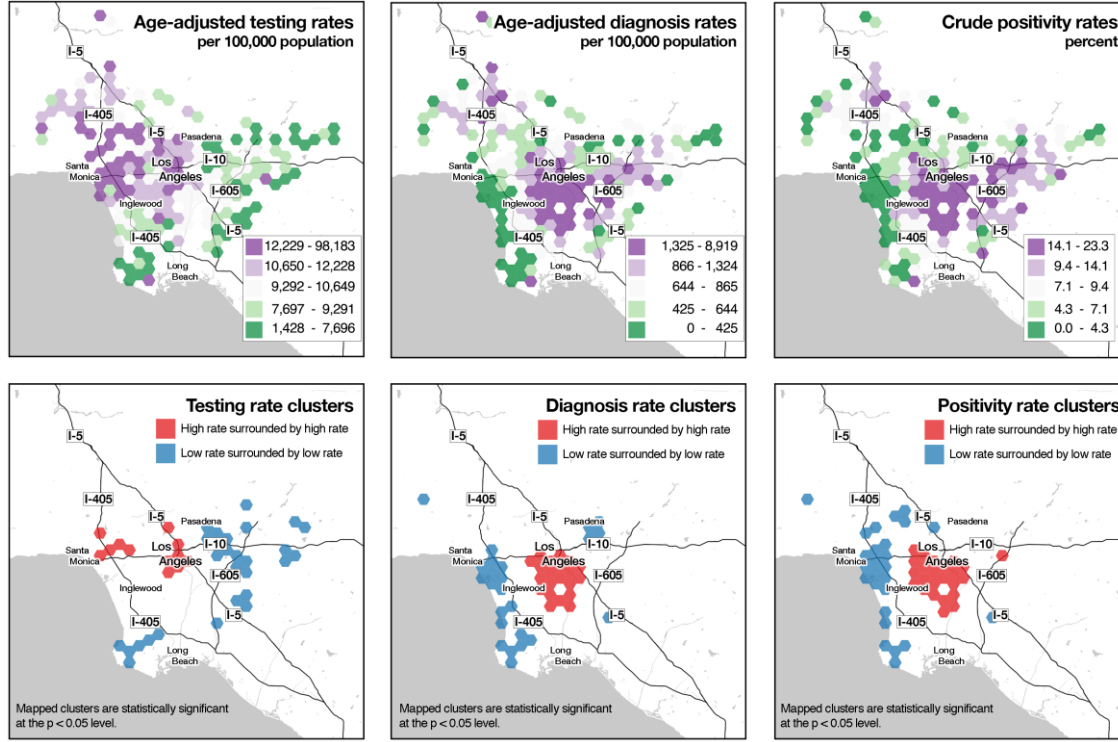 Age-adjusted testing rates
per 100,000 population
I-5
I-405
I-5
Pasadena
Santa
Monica
Los
Angeles
I-10
I-605
Inglewood
I-405
I-5
Long
Beach
12,229 - 98,183
10,650 - 12,228
9,292 - 10,649
7,697 - 9,291
1,428 - 7,696
Age-adjusted diagnosis rates
per 100,000 population
I-5
I-405
I-5
Pasadena
Santa
Monica
Los
Angeles
I-10
I-605
Inglewood
I-405
I-5
Long
Beach
1,325 - 8,919
866 - 1,324
644 - 865
425 - 644
0 - 425
Crude positivity rates
percent
I-5
I-405
I-5
Pasadena
Santa
Monica
Los
Angeles
I-10
I-605
Inglewood
I-405
I-5
Long
Beach
14.1 - 23.3
9.4 - 14.1
7.1 - 9.4
4.3 - 7.1
0.0 - 4.3
Testing rate clusters
High rate surrounded by high rate
Low rate surrounded by low rate
I-5
I-405
I-5
Pasadena
Santa
Monica
Los
Angeles
I-10
I-605
Inglewood
I-405
I-5
Long
Beach
Mapped clusters are statistically significant
at the p < 0.05 level.
Diagnosis rate clusters
High rate surrounded by high rate
Low rate surrounded by low rate
I-5
I-405
I-5
Pasadena
Santa
Monica
Los
Angeles
I-10
I-605
Inglewood
I-405
I-5
Long
Beach
Mapped clusters are statistically significant
at the p < 0.05 level.
Positivity rate clusters
High rate surrounded by high rate
Low rate surrounded by low rate
I-5
I-405
I-5
Pasadena
Santa
Monica
Los
Angeles
I-10
I-605
Inglewood
I-405
I-5
Long
Beach
Mapped clusters are statistically significant
at the p < 0.05 level.